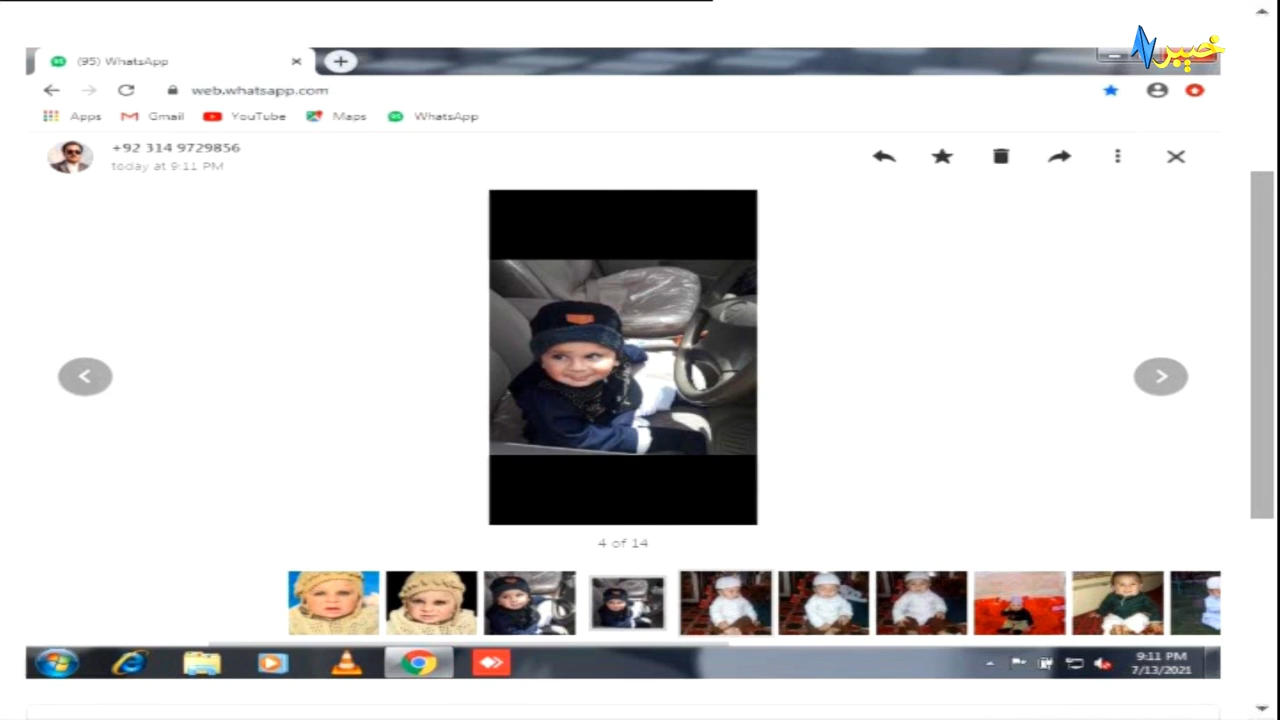 خیبر
(95) WhatsApp
web.whatsapp.com
Apps Gmail YouTube Maps WhatsApp
+92 314 9729856
today at 9:11 PM
4 of 14
9:11 PM
7/13/2021